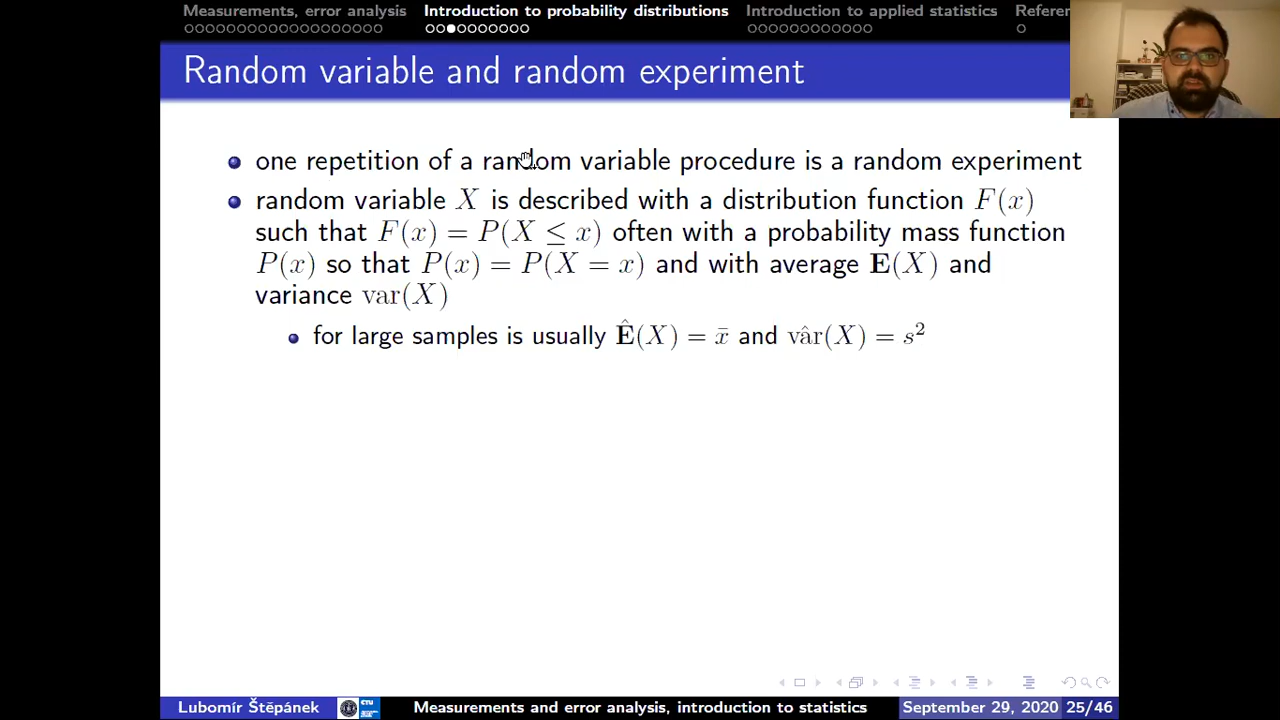 Measurements, error analysis Introduction to probability distributions Introduction to applied statistics Referen
Random variable and random experiment
one repetition of a random variable procedure is a random experiment
random variable X is described with a distribution function F(x)
such that F(x) = P(X ≤ x) often with a probability mass function
P(x) so that P(x) = P(X = x) and with average E(X) and
variance var(X)
for large samples is usually Ê(X) = x̄ and vâr(X) = s²
Lubomír Štěpánek CTU Measurements and error analysis, introduction to statistics September 29, 2020 25/46